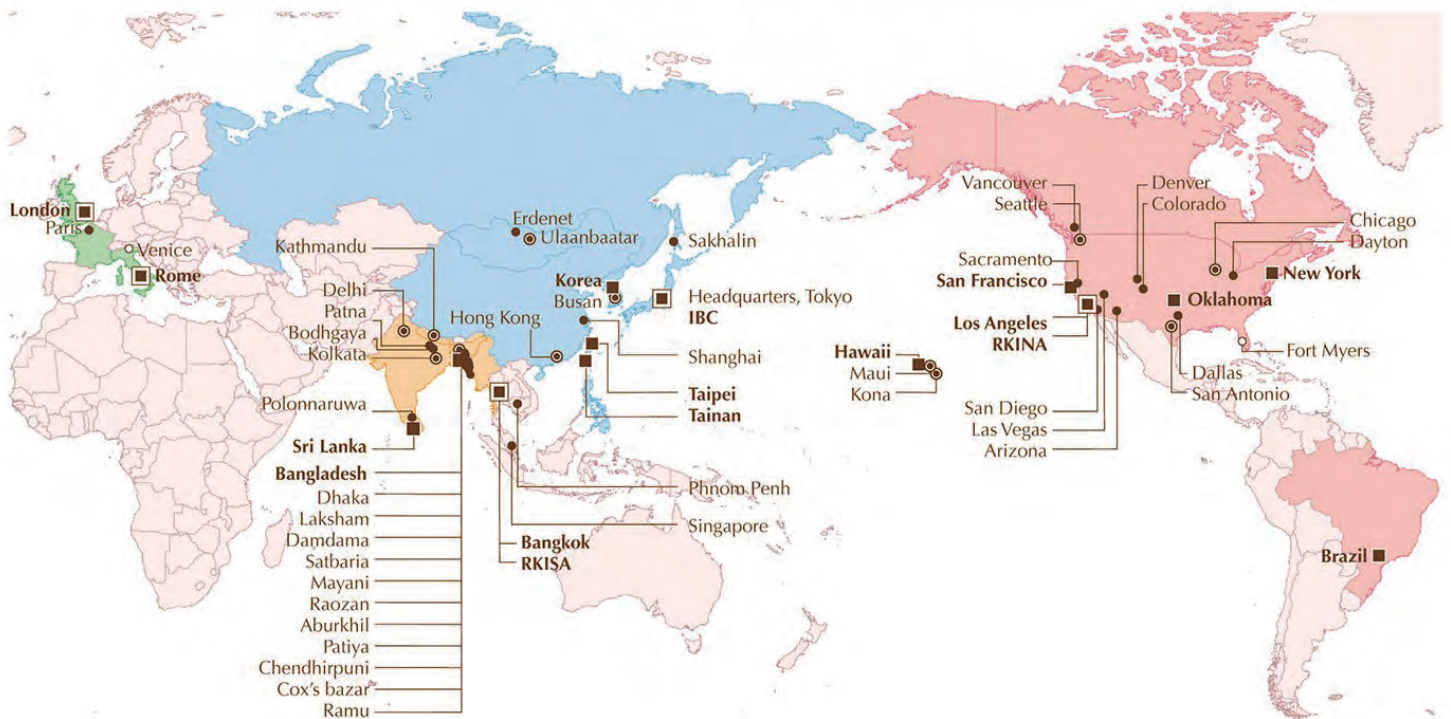 London
Paris
Venice
Rome
Kathmandu
Delhi
Patna
Bodhgaya
Kolkata
Polonnaruwa
Sri Lanka
Bangladesh
Dhaka
Laksham
Damdama
Satbaria
Mayani
Raozan
Aburkhil
Patiya
Chendhirpuni
Cox's bazar
Ramu
Erdenet
Ulaanbaatar
Sakhalin
Korea
Busan
Headquarters, Tokyo
IBC
Hong Kong
Shanghai
Taipei
Tainan
Phnom Penh
Singapore
Bangkok
RKISA
Hawaii
Maui
Kona
Vancouver
Seattle
Sacramento
San Francisco
Los Angeles
RKINA
San Diego
Las Vegas
Arizona
Denver
Colorado
Chicago
Dayton
New York
Oklahoma
Fort Myers
Dallas
San Antonio
Brazil